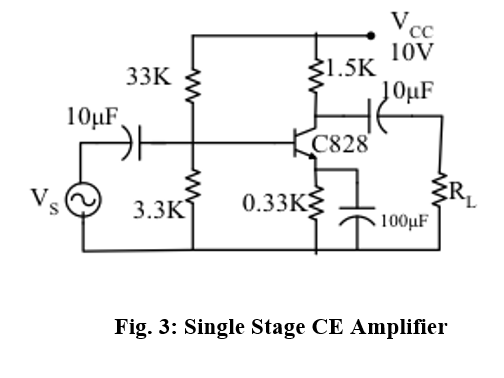 V_CC
10V
33K
1.5K
10μF
10μF
C828
V_S
3.3K
0.33K
100μF
R_L
Fig. 3: Single Stage CE Amplifier